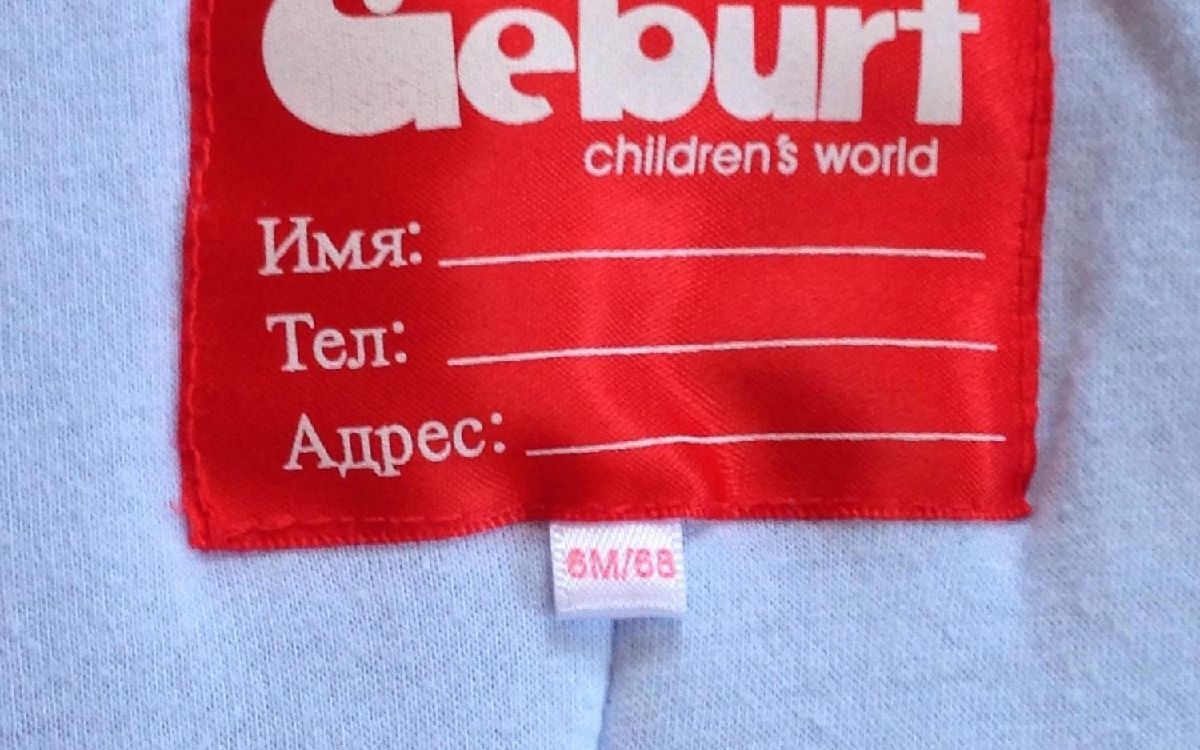 Geburt
children's world
Имя:
Тел:
Адрес:
6M/68